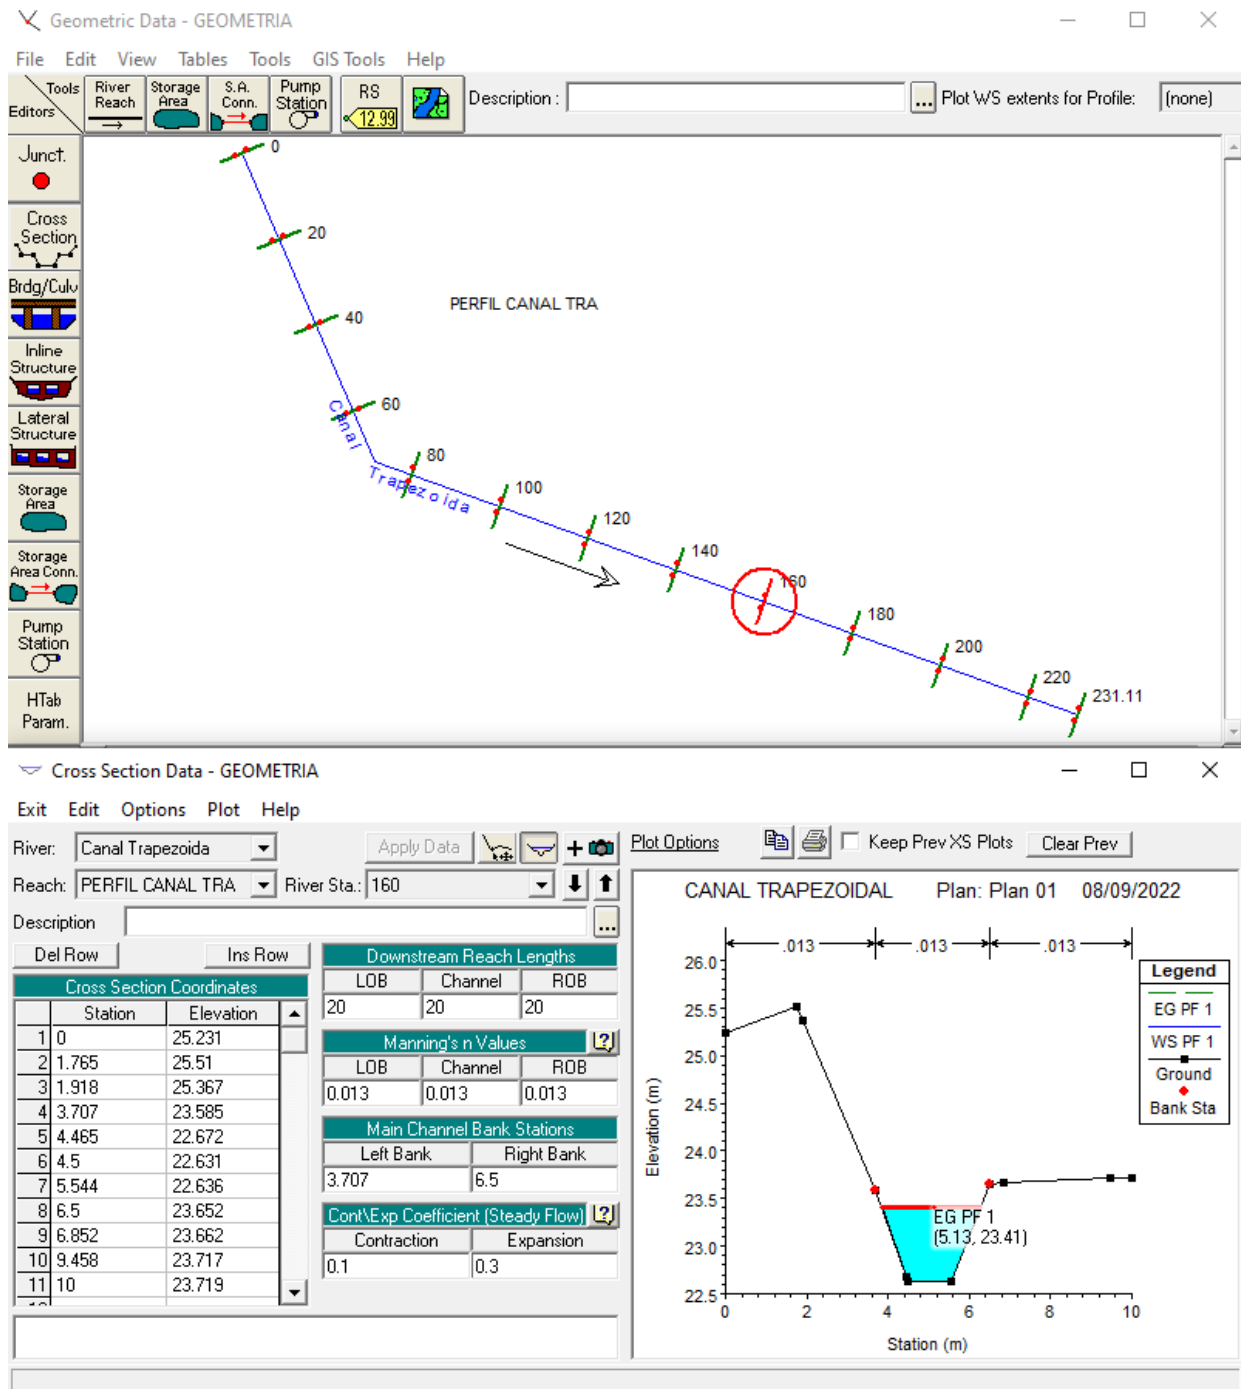 Geometric Data - GEOMETRIA
File Edit View Tables Tools GIS Tools Help
Tools
Editors
River Reach
Storage Area
S.A. Conn.
Pump Station
RS
12.99
Description :
...
Plot WS extents for Profile:
(none)
Junct.
Cross Section
Brdg/Culv
Inline Structure
Lateral Structure
Storage Area
Storage Area Conn.
Pump Station
HTab Param.
0
20
40
PERFIL CANAL TRA
60
Canal Trapezoida
80
100
120
140
160
180
200
220
231.11
Cross Section Data - GEOMETRIA
Exit Edit Options Plot Help
River: Canal Trapezoida
Apply Data
Reach: PERFIL CANAL TRA River Sta.: 160
Description
...
Del Row Ins Row
Cross Section Coordinates
Station Elevation
1 0 25.231
2 1.765 25.51
3 1.918 25.367
4 3.707 23.585
5 4.465 22.672
6 4.5 22.631
7 5.544 22.636
8 6.5 23.652
9 6.852 23.662
10 9.458 23.717
11 10 23.719
Downstream Reach Lengths
LOB Channel ROB
20 20 20
Manning's n Values
LOB Channel ROB
0.013 0.013 0.013
Main Channel Bank Stations
Left Bank Right Bank
3.707 6.5
Cont\Exp Coefficient (Steady Flow)
Contraction Expansion
0.1 0.3
Plot Options
Keep Prev XS Plots
Clear Prev
CANAL TRAPEZOIDAL Plan: Plan 01 08/09/2022
.013 .013 .013
26.0
25.5
25.0
24.5
24.0
23.5
23.0
22.5
Elevation (m)
EG PF 1
(5.13, 23.41)
0 2 4 6 8 10
Station (m)
Legend
EG PF 1
WS PF 1
Ground
Bank Sta